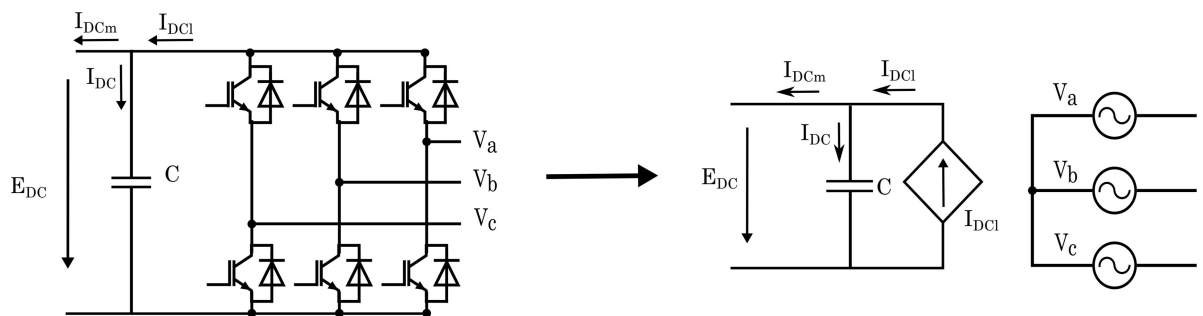 I_DCm
I_DCl
I_DC
E_DC
C
V_a
V_b
V_c
I_DCm
I_DCl
I_DC
E_DC
C
I_DCl
V_a
V_b
V_c